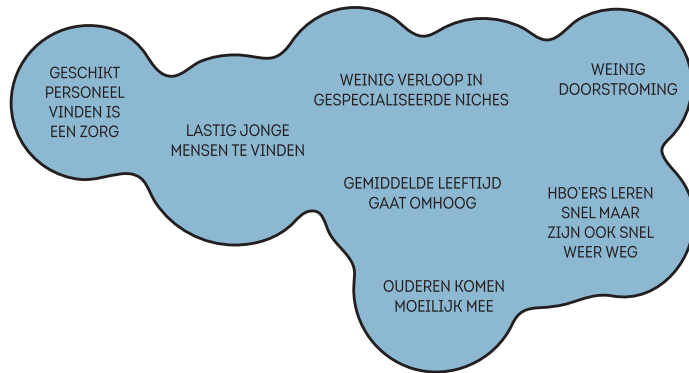 GESCHIKT
PERSONEEL
VINDEN IS
EEN ZORG
LASTIG JONGE
MENSEN TE VINDEN
WEINIG VERLOOP IN
GESPECIALISEERDE NICHES
WEINIG
DOORSTROMING
GEMIDDELDE LEEFTIJD
GAAT OMHOOG
HBO'ERS LEREN
SNEL MAAR
ZIJN OOK SNEL
WEER WEG
OUDEREN KOMEN
MOEILIJK MEE